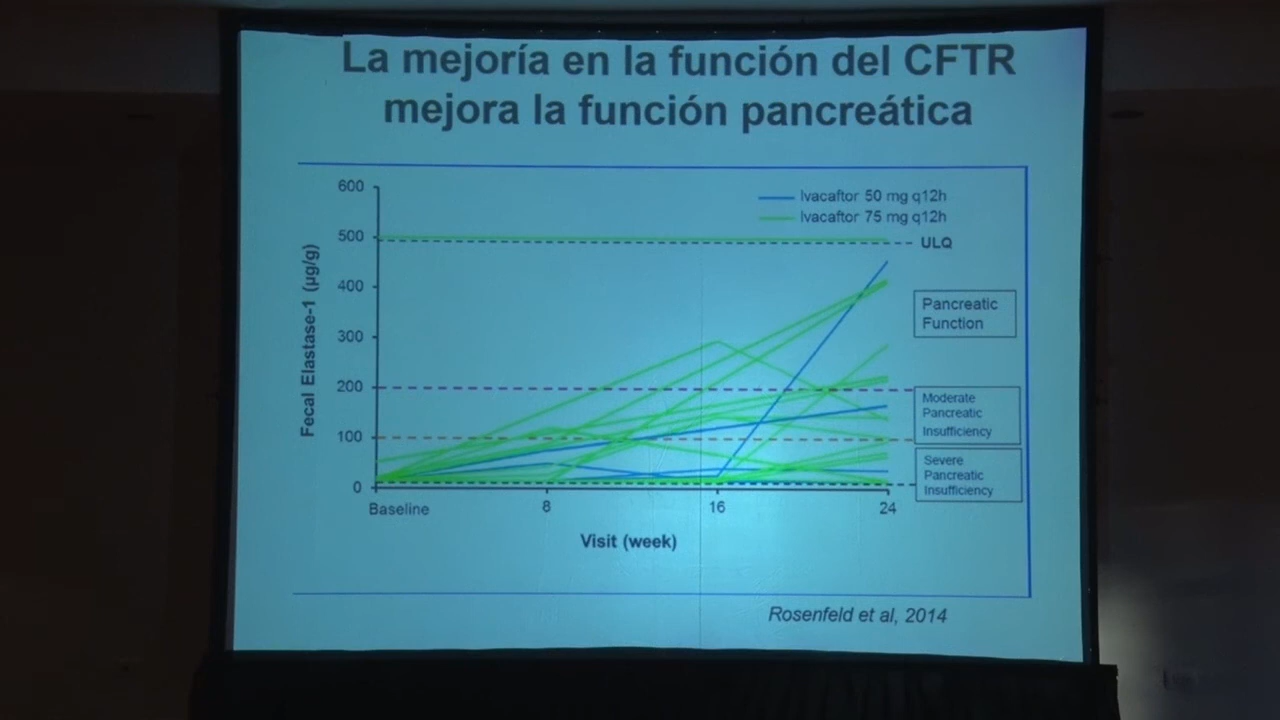 La mejoría en la función del CFTR
mejora la función pancreática
600
500
400
300
200
100
0
Fecal Elastase-1 (µg/g)
Ivacaftor 50 mg q12h
Ivacaftor 75 mg q12h
ULQ
Pancreatic
Function
Moderate
Pancreatic
Insufficiency
Severe
Pancreatic
Insufficiency
Baseline
8
16
24
Visit (week)
Rosenfeld et al, 2014